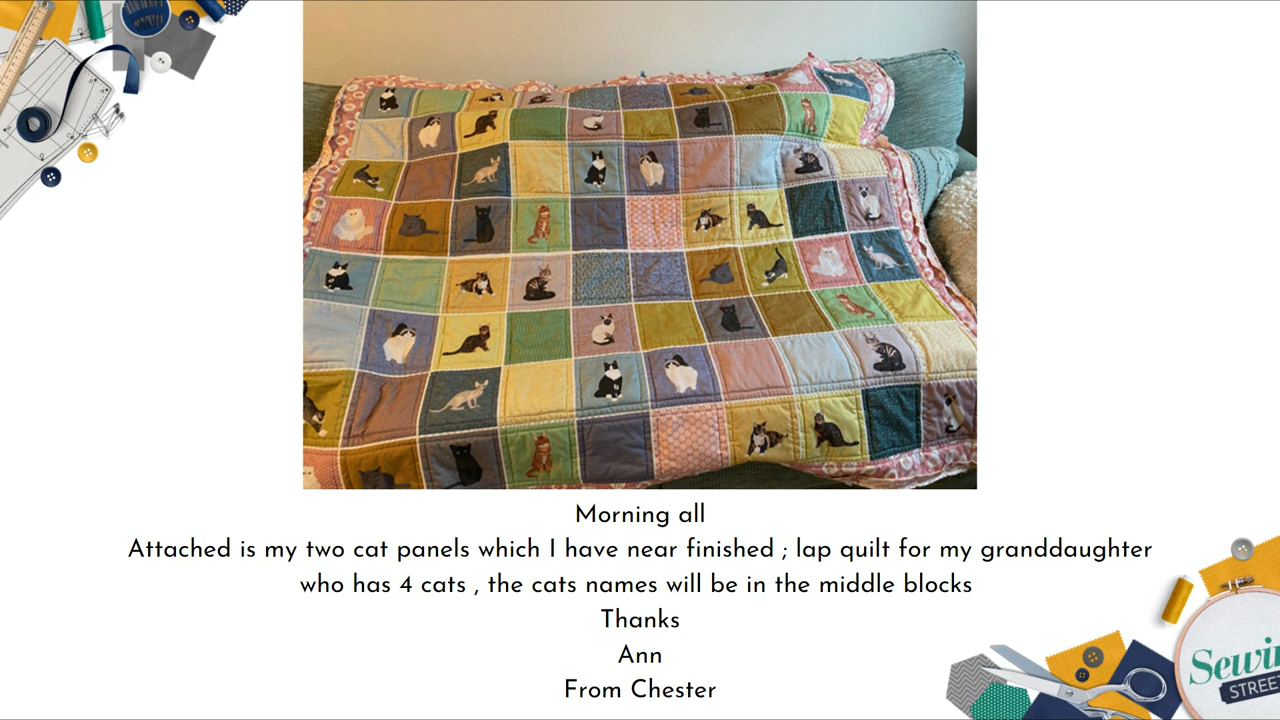 Morning all
Attached is my two cat panels which I have near finished ; lap quilt for my granddaughter
who has 4 cats , the cats names will be in the middle blocks
Thanks
Ann
From Chester
STREET